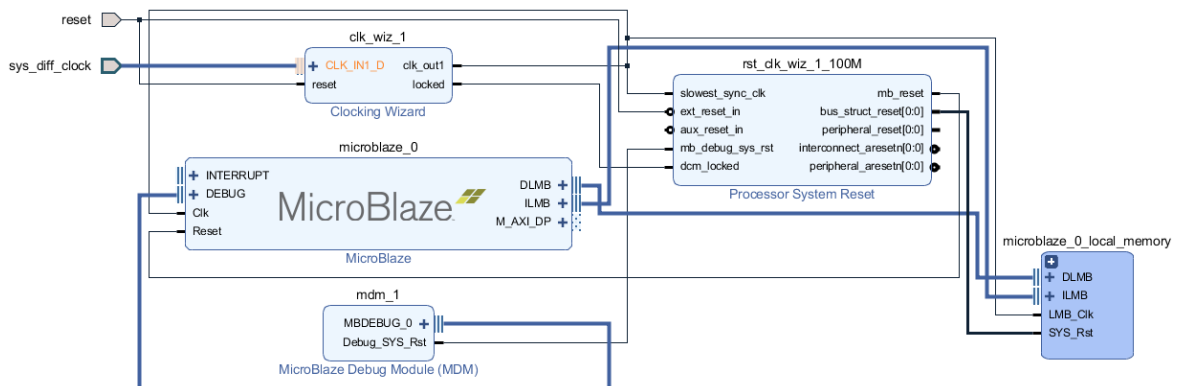 reset
sys_diff_clock
clk_wiz_1
CLK_IN1_D
reset
clk_out1
locked
Clocking Wizard
rst_clk_wiz_1_100M
slowest_sync_clk
ext_reset_in
aux_reset_in
mb_debug_sys_rst
dcm_locked
mb_reset
bus_struct_reset[0:0]
peripheral_reset[0:0]
interconnect_aresetn[0:0]
peripheral_aresetn[0:0]
Processor System Reset
microblaze_0
INTERRUPT
DEBUG
Clk
Reset
MicroBlaze
DLMB
ILMB
M_AXI_DP
MicroBlaze
microblaze_0_local_memory
DLMB
ILMB
LMB_Clk
SYS_Rst
mdm_1
MBDEBUG_0
Debug_SYS_Rst
MicroBlaze Debug Module (MDM)